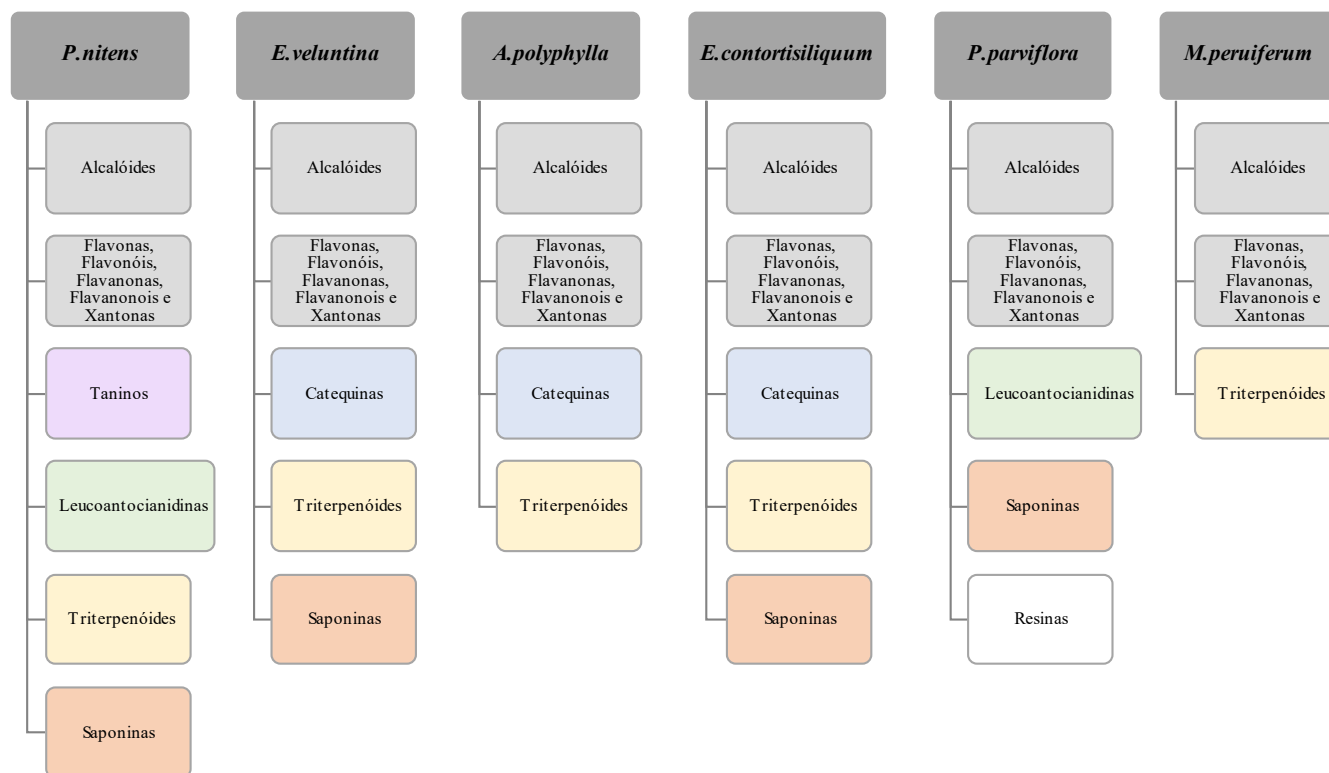 P.nitens
Alcalóides
Flavonas,
Flavonóis,
Flavanonas,
Flavanonois e
Xantonas
Taninos
Leucoantocianidinas
Triterpenóides
Saponinas
E.veluntina
Alcalóides
Flavonas,
Flavonóis,
Flavanonas,
Flavanonois e
Xantonas
Catequinas
Triterpenóides
Saponinas
A.polyphylla
Alcalóides
Flavonas,
Flavonóis,
Flavanonas,
Flavanonois e
Xantonas
Catequinas
Triterpenóides
E.contortisiliquum
Alcalóides
Flavonas,
Flavonóis,
Flavanonas,
Flavanonois e
Xantonas
Catequinas
Triterpenóides
Saponinas
P.parviflora
Alcalóides
Flavonas,
Flavonóis,
Flavanonas,
Flavanonois e
Xantonas
Leucoantocianidinas
Saponinas
Resinas
M.peruiferum
Alcalóides
Flavonas,
Flavonóis,
Flavanonas,
Flavanonois e
Xantonas
Triterpenóides